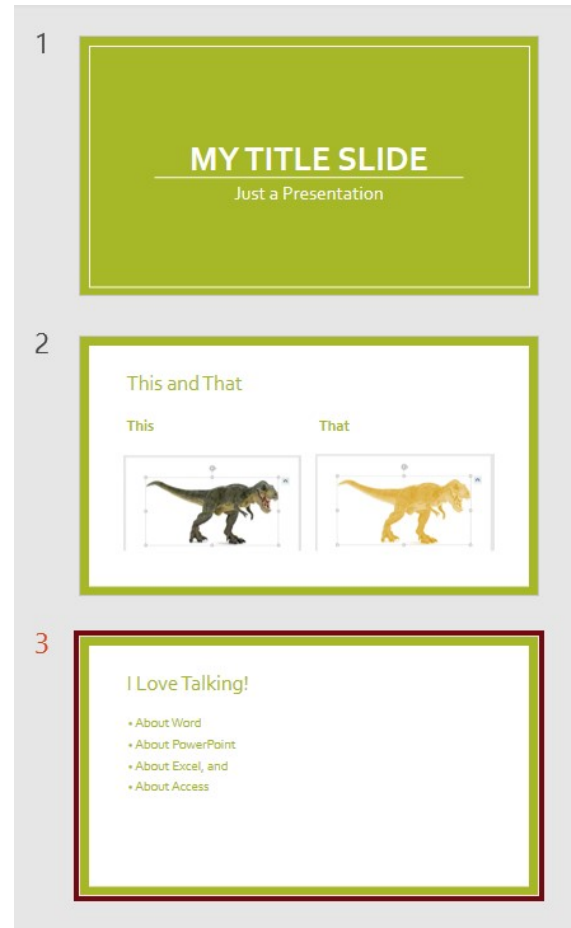 1
MY TITLE SLIDE
Just a Presentation
2
This and That
This That
3
I Love Talking!
• About Word
• About PowerPoint
• About Excel, and
• About Access